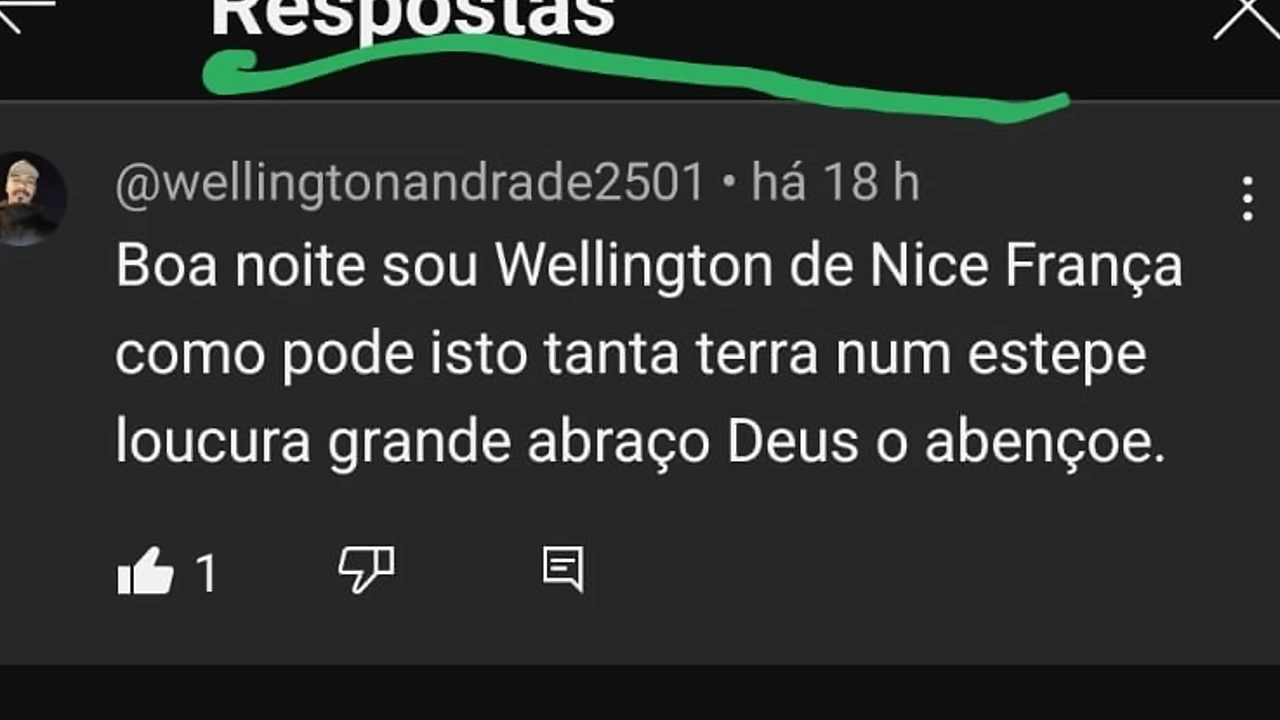 Respostas
@wellingtonandrade2501 • há 18 h
Boa noite sou Wellington de Nice França
como pode isto tanta terra num estepe
loucura grande abraço Deus o abençoe.
1